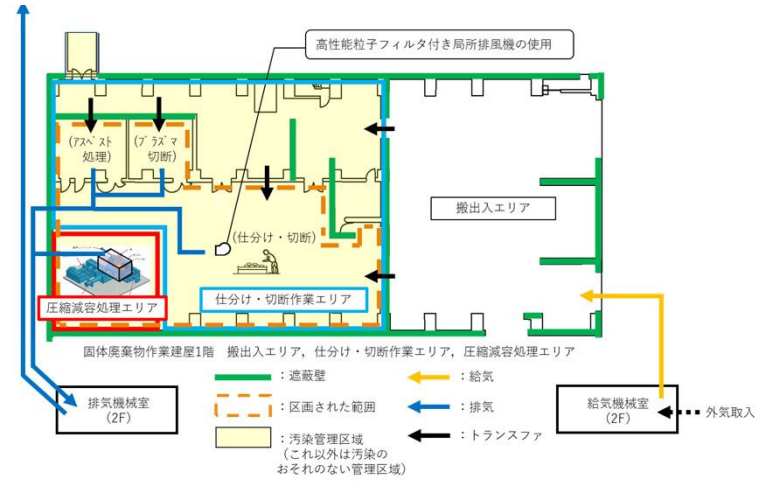 高性能粒子フィルタ付き局所排風機の使用
(アスベスト
処理)
(プラズマ
切断)
搬出入エリア
(仕分け・切断)
圧縮減容処理エリア
仕分け・切断作業エリア
固体廃棄物作業建屋1階　搬出入エリア，仕分け・切断作業エリア，圧縮減容処理エリア
：遮蔽壁
：給気
排気機械室
(2F)
：区画された範囲
：排気
給気機械室
(2F)
外気取入
：汚染管理区域
(これ以外は汚染の
おそれのない管理区域)
：トランスファ